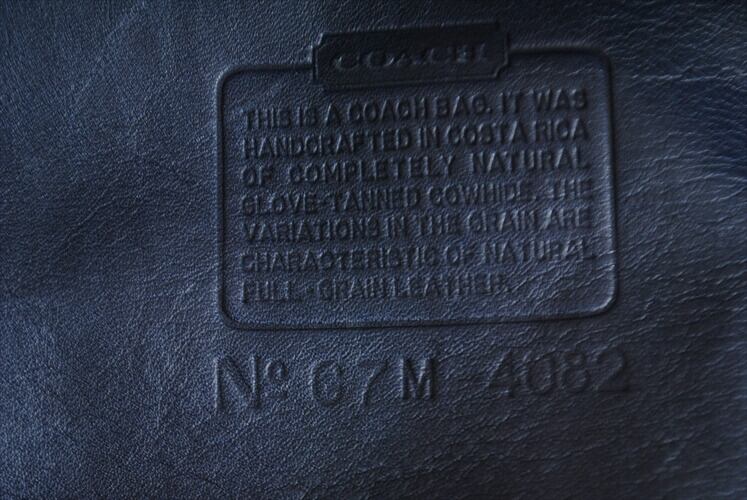 COACH
THIS IS A COACH BAG. IT WAS
HANDCRAFTED IN COSTA RICA
OF COMPLETELY NATURAL
GLOVE-TANNED COWHIDE. THE
VARIATIONS IN THE GRAIN ARE
CHARACTERISTIC OF NATURAL
FULL-GRAIN LEATHER.
Nº C7M 4082